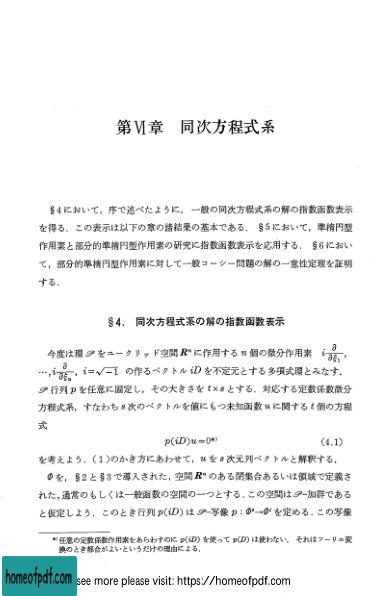 第Ⅵ章　同次方程式系
§4において，序で述べたように，一般の同次方程式系の解の指数函数表示
を得る．この表示は以下の章の諸結果の基本である．§5において，準楕円型
作用素と部分的準楕円型作用素の研究に指数函数表示を応用する．§6におい
て，部分的準楕円型作用素に対して一般コーシー問題の解の一意性定理を証明
する．
§4．　同次方程式系の解の指数函数表示
今度は環 𝒫 をユークリッド空間 Rⁿ に作用する n 個の微分作用素 i ∂/∂ξ₁，
…, i ∂/∂ξₙ，i=√−1 の作るベクトル iD を不定元とする多項式環とみなす．
𝒫 行列 p を任意に固定し，その大きさを t×s とする．対応する定数係数微分
方程式系，すなわち s 次のベクトルを値にもつ未知函数 u に関する t 個の方程
式
p(iD)u=0*⁾　(4.1)
を考えよう．(1)のかき方にあわせて，u を s 次元列ベクトルと解釈する．
Φ を，§2と§3で導入された，空間 Rⁿ のある閉集合あるいは領域で定義さ
れた，通常のもしくは一般函数の空間の一つとする．この空間は 𝒫-加群である
と仮定しよう．このとき行列 p(iD) は 𝒫-写像 p：Φˢ→Φᵗ を定める．この写像
*⁾ 任意の定数係数作用素をあらわすのに p(iD) を使って p(D) は使わない．それはフーリエ変
換のとき都合がよいというだけの理由による．
homeofpdf.com
see more please visit: https://homeofpdf.com